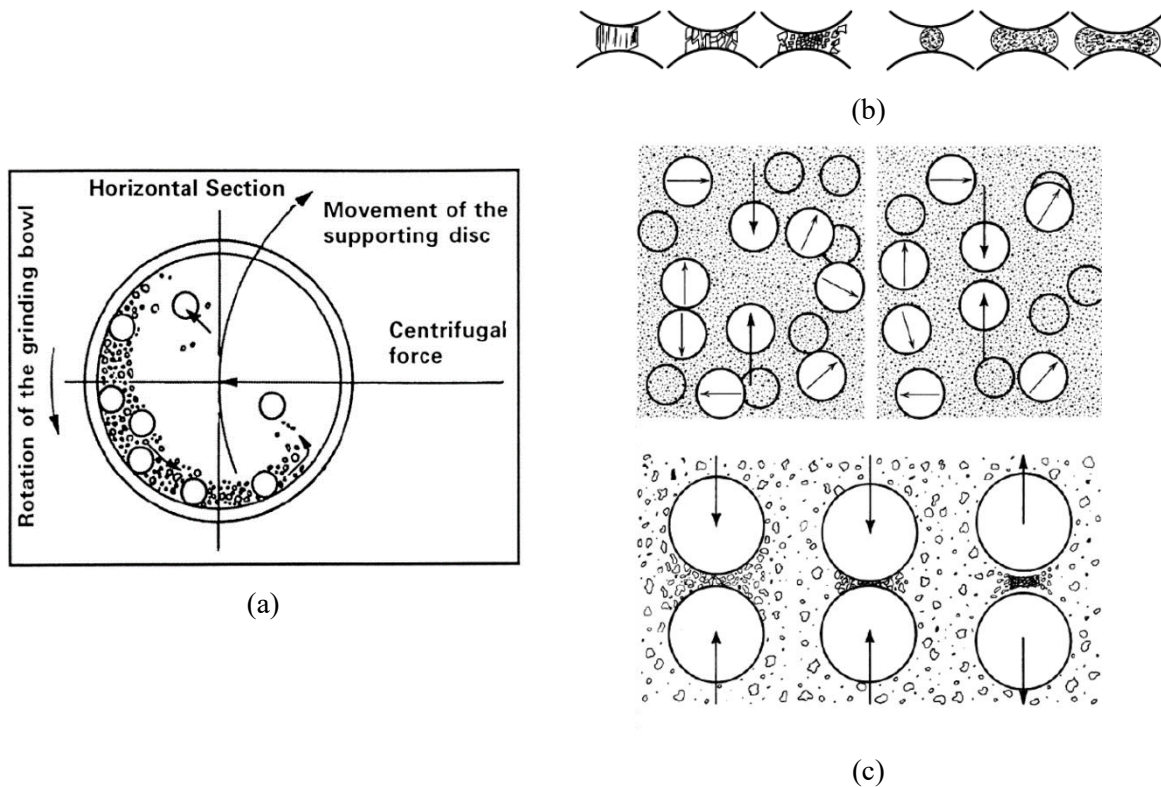 Horizontal Section
Movement of the
supporting disc
Centrifugal
force
Rotation of the grinding bowl
(a)
(b)
(c)